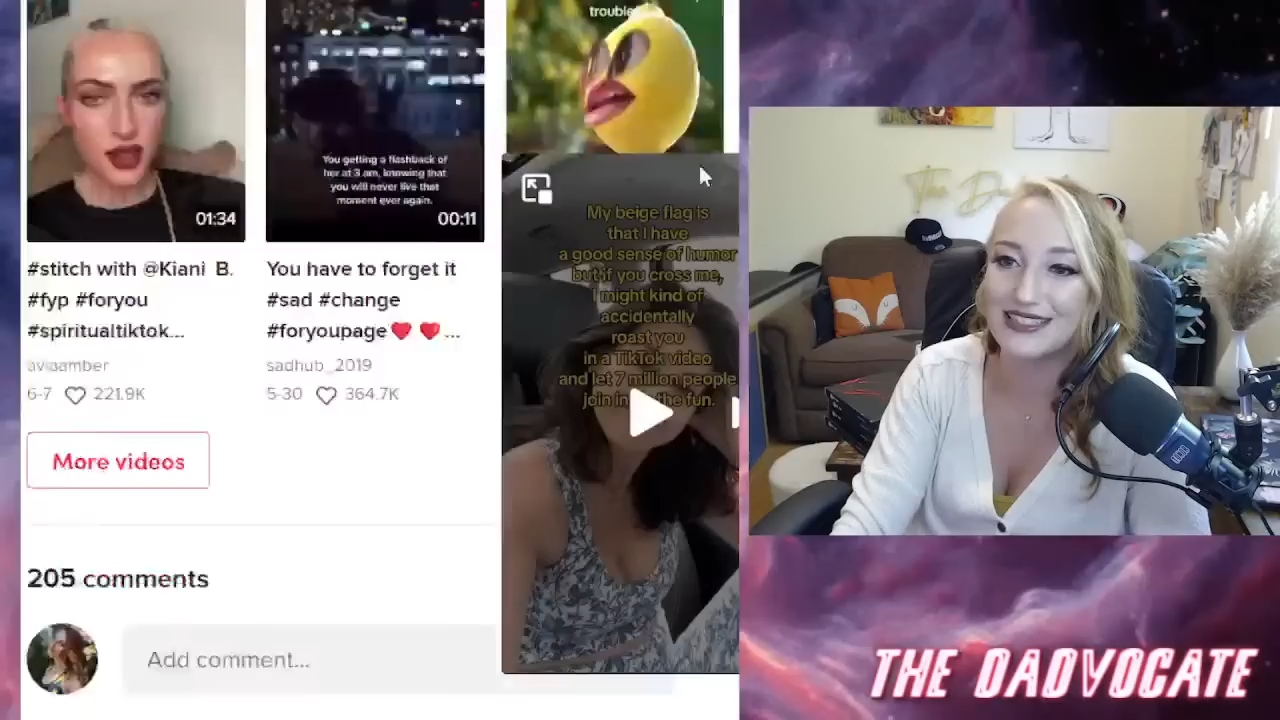 01:34
#stitch with @Kiani B.
#fyp #foryou
#spiritualtiktok...
6-7 221.9K
You getting a flashback of
her at 3 am, knowing that
you will never live that
moment ever again.
00:11
You have to forget it
#sad #change
#foryoupage❤️ ❤️ ...
sadhub_2019
5-30 364.7K
trouble
My beige flag is
that I have
a good sense of humor
but if you cross me,
I might kind of
accidentally
roast you
in a TikTok video
and let 7 million people
join in the fun.
More videos
205 comments
Add comment...
The Da
THE DADVOCATE